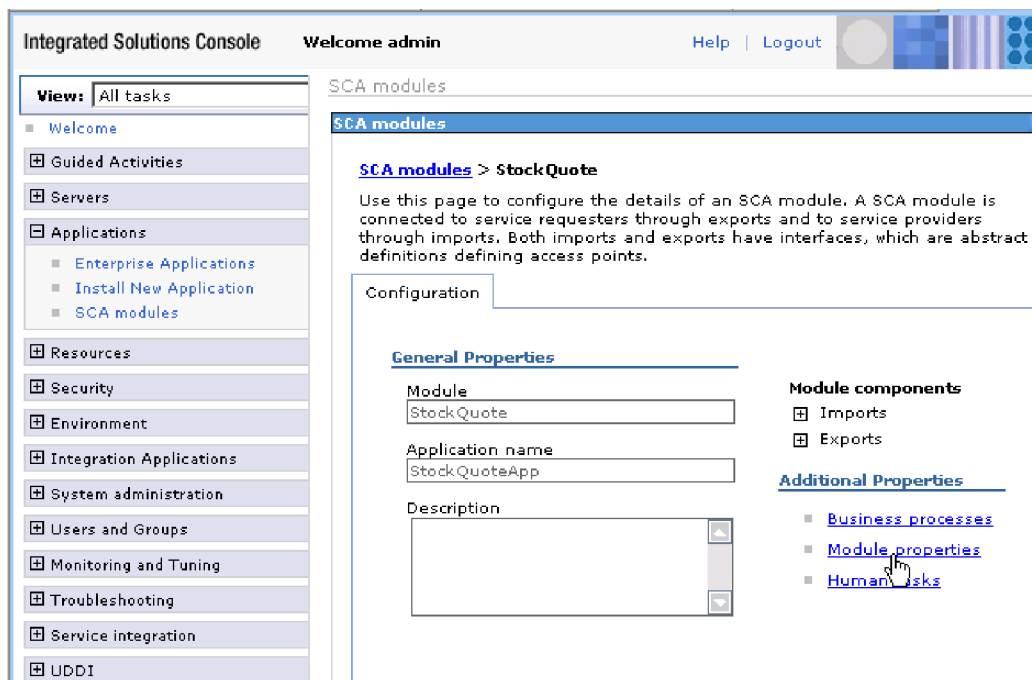 Integrated Solutions Console
Welcome admin
Help | Logout
View: All tasks
Welcome
Guided Activities
Servers
Applications
Enterprise Applications
Install New Application
SCA modules
Resources
Security
Environment
Integration Applications
System administration
Users and Groups
Monitoring and Tuning
Troubleshooting
Service integration
UDDI
SCA modules
SCA modules
SCA modules > StockQuote
Use this page to configure the details of an SCA module. A SCA module is
connected to service requesters through exports and to service providers
through imports. Both imports and exports have interfaces, which are abstract
definitions defining access points.
Configuration
General Properties
Module
StockQuote
Application name
StockQuoteApp
Description
Module components
Imports
Exports
Additional Properties
Business processes
Module properties
Human tasks